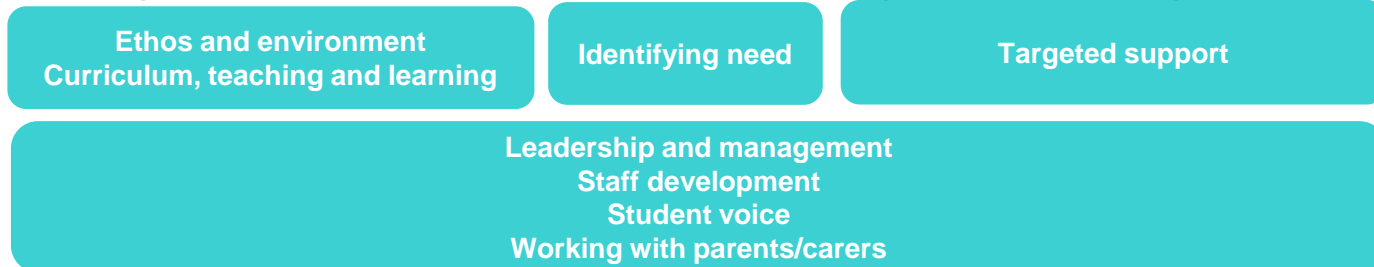 Ethos and environment
Curriculum, teaching and learning
Identifying need
Targeted support
Leadership and management
Staff development
Student voice
Working with parents/carers